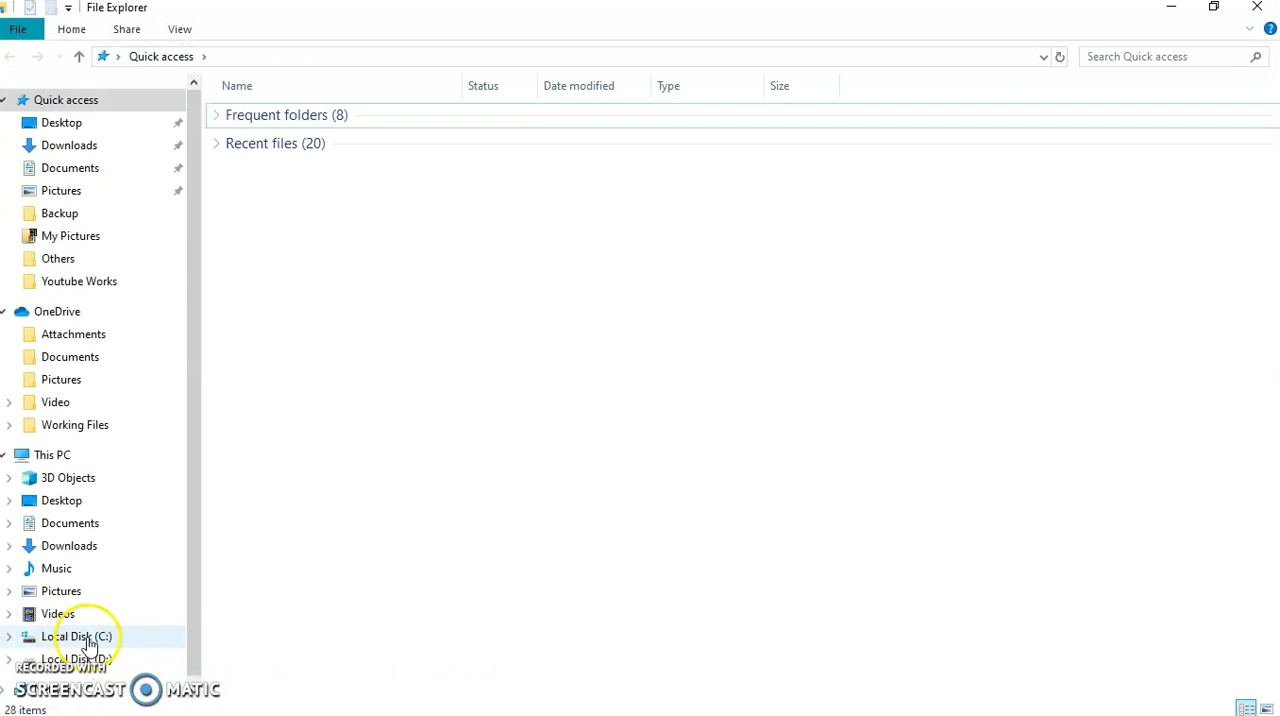 File Explorer
File Home Share View
Quick access
Search Quick access
Name Status Date modified Type Size
Quick access
Frequent folders (8)
Desktop
Recent files (20)
Downloads
Documents
Pictures
Backup
My Pictures
Others
Youtube Works
OneDrive
Attachments
Documents
Pictures
Video
Working Files
This PC
3D Objects
Desktop
Documents
Downloads
Music
Pictures
Videos
Local Disk (C:)
Local Disk (D:)
RECORDED WITH
SCREENCAST MATIC
28 items